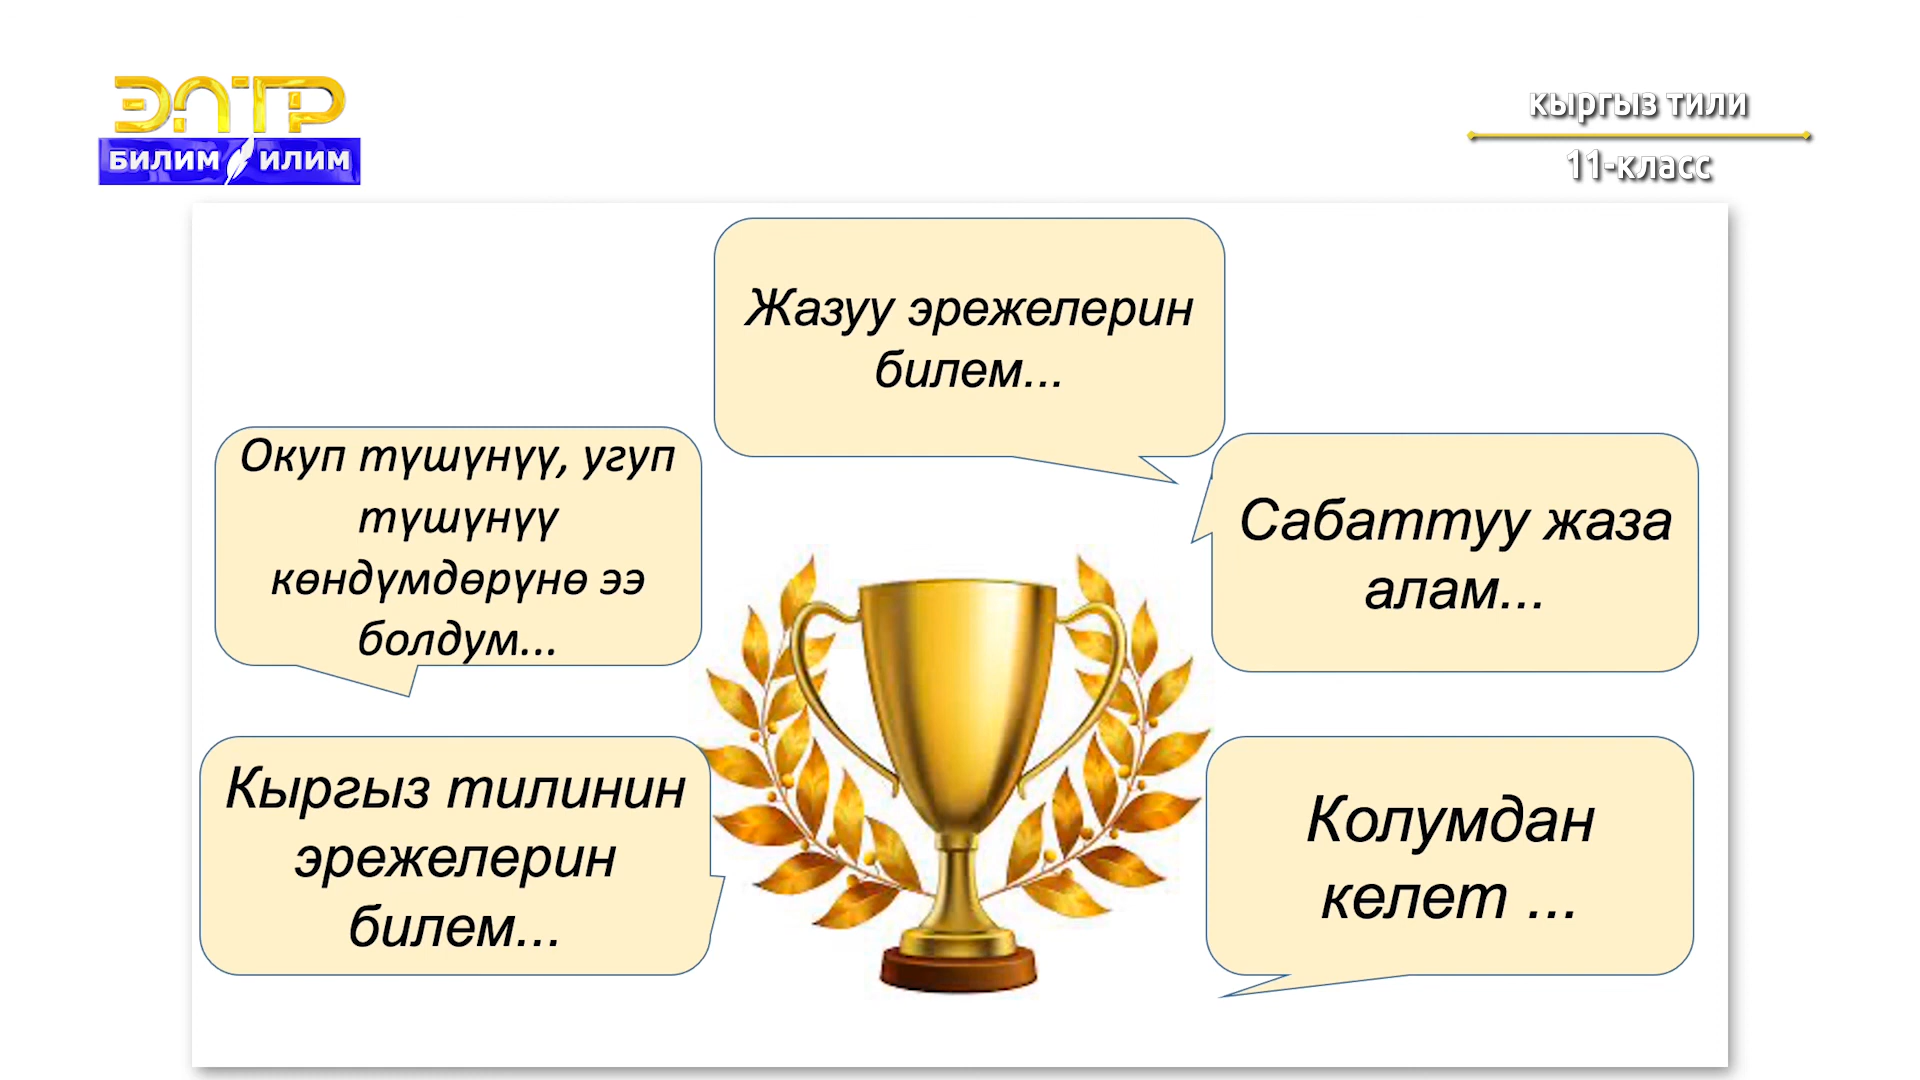 ЭЛТР
БИЛИМ ИЛИМ
кыргыз тили
11-класс
Жазуу эрежелерин
билем...
Окуп түшүнүү, угуп
түшүнүү
көндүмдөрүнө ээ
болдум...
Сабаттуу жаза
алам...
Кыргыз тилинин
эрежелерин
билем...
Колумдан
келет ...